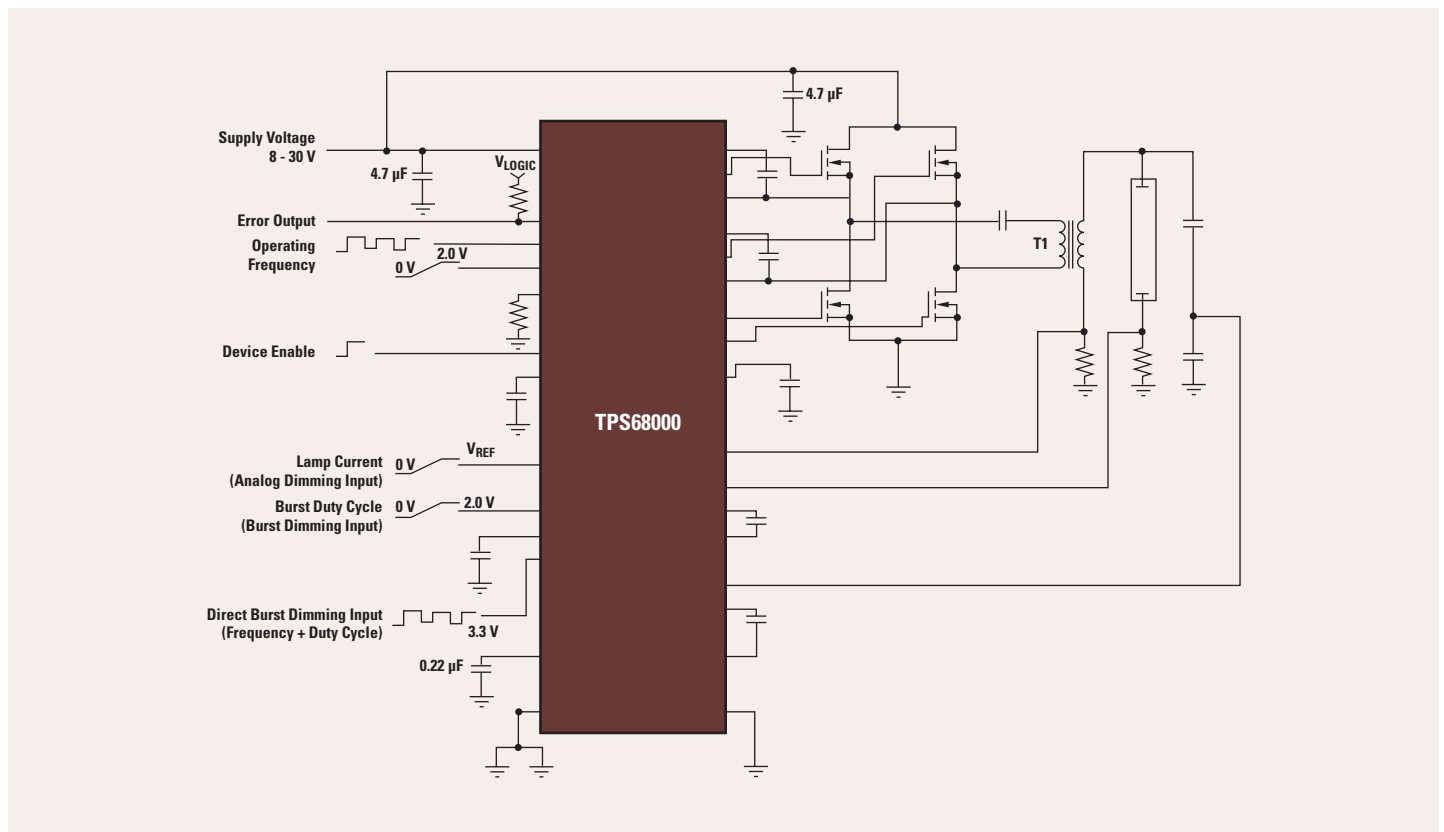 4.7 µF
Supply Voltage
8 - 30 V
4.7 µF
VLOGIC
Error Output
Operating
Frequency
2.0 V
0 V
T1
Device Enable
TPS68000
Lamp Current
(Analog Dimming Input)
0 V
VREF
Burst Duty Cycle
(Burst Dimming Input)
0 V
2.0 V
Direct Burst Dimming Input
(Frequency + Duty Cycle)
3.3 V
0.22 µF